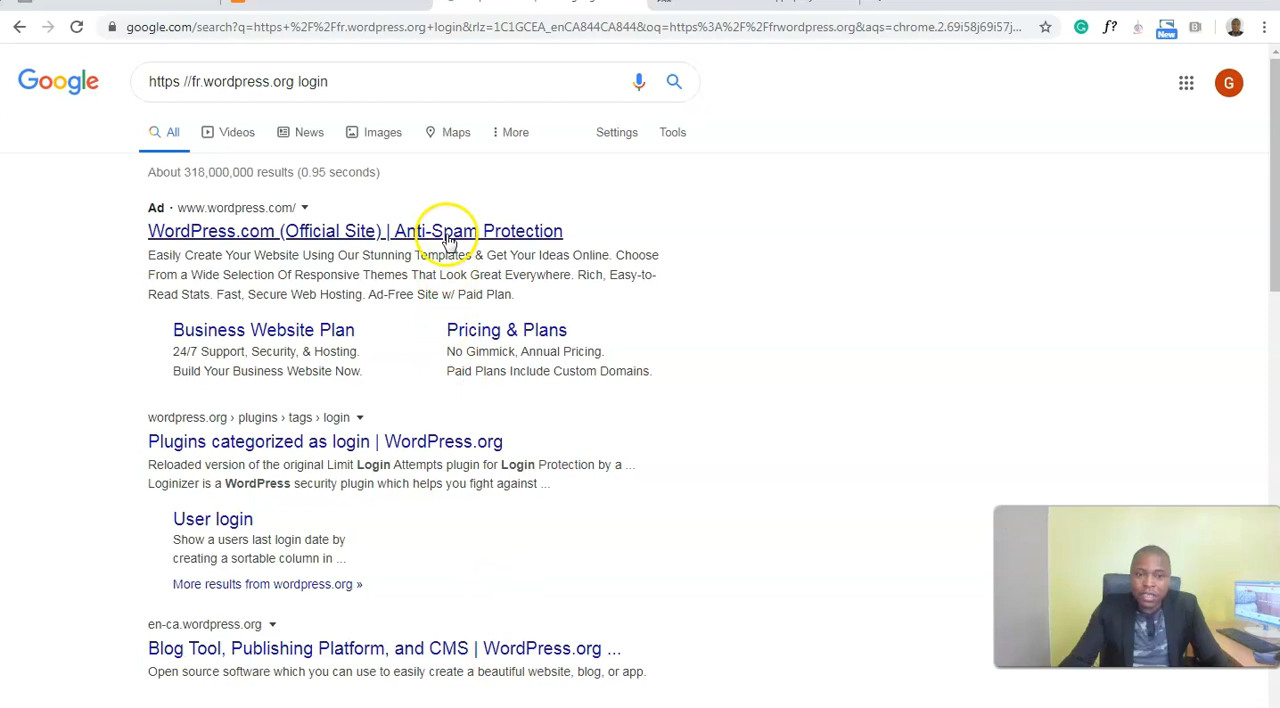 google.com/search?q=https+%2F%2Ffr.wordpress.org+login&rlz=1C1GCEA_enCA844CA844&oq=https%3A%2F%2Ffrwordpress.org&aqs=chrome.2.69i58j69i57j...
f?
New
Google
https //fr.wordpress.org login
G
All
Videos
News
Images
Maps
More
Settings
Tools
About 318,000,000 results (0.95 seconds)
Ad · www.wordpress.com/
WordPress.com (Official Site) | Anti-Spam Protection
Easily Create Your Website Using Our Stunning Templates & Get Your Ideas Online. Choose
From a Wide Selection Of Responsive Themes That Look Great Everywhere. Rich, Easy-to-
Read Stats. Fast, Secure Web Hosting. Ad-Free Site w/ Paid Plan.
Business Website Plan
24/7 Support, Security, & Hosting.
Build Your Business Website Now.
Pricing & Plans
No Gimmick, Annual Pricing.
Paid Plans Include Custom Domains.
wordpress.org › plugins › tags › login
Plugins categorized as login | WordPress.org
Reloaded version of the original Limit Login Attempts plugin for Login Protection by a ...
Loginizer is a WordPress security plugin which helps you fight against ...
User login
Show a users last login date by
creating a sortable column in ...
More results from wordpress.org »
en-ca.wordpress.org
Blog Tool, Publishing Platform, and CMS | WordPress.org ...
Open source software which you can use to easily create a beautiful website, blog, or app.